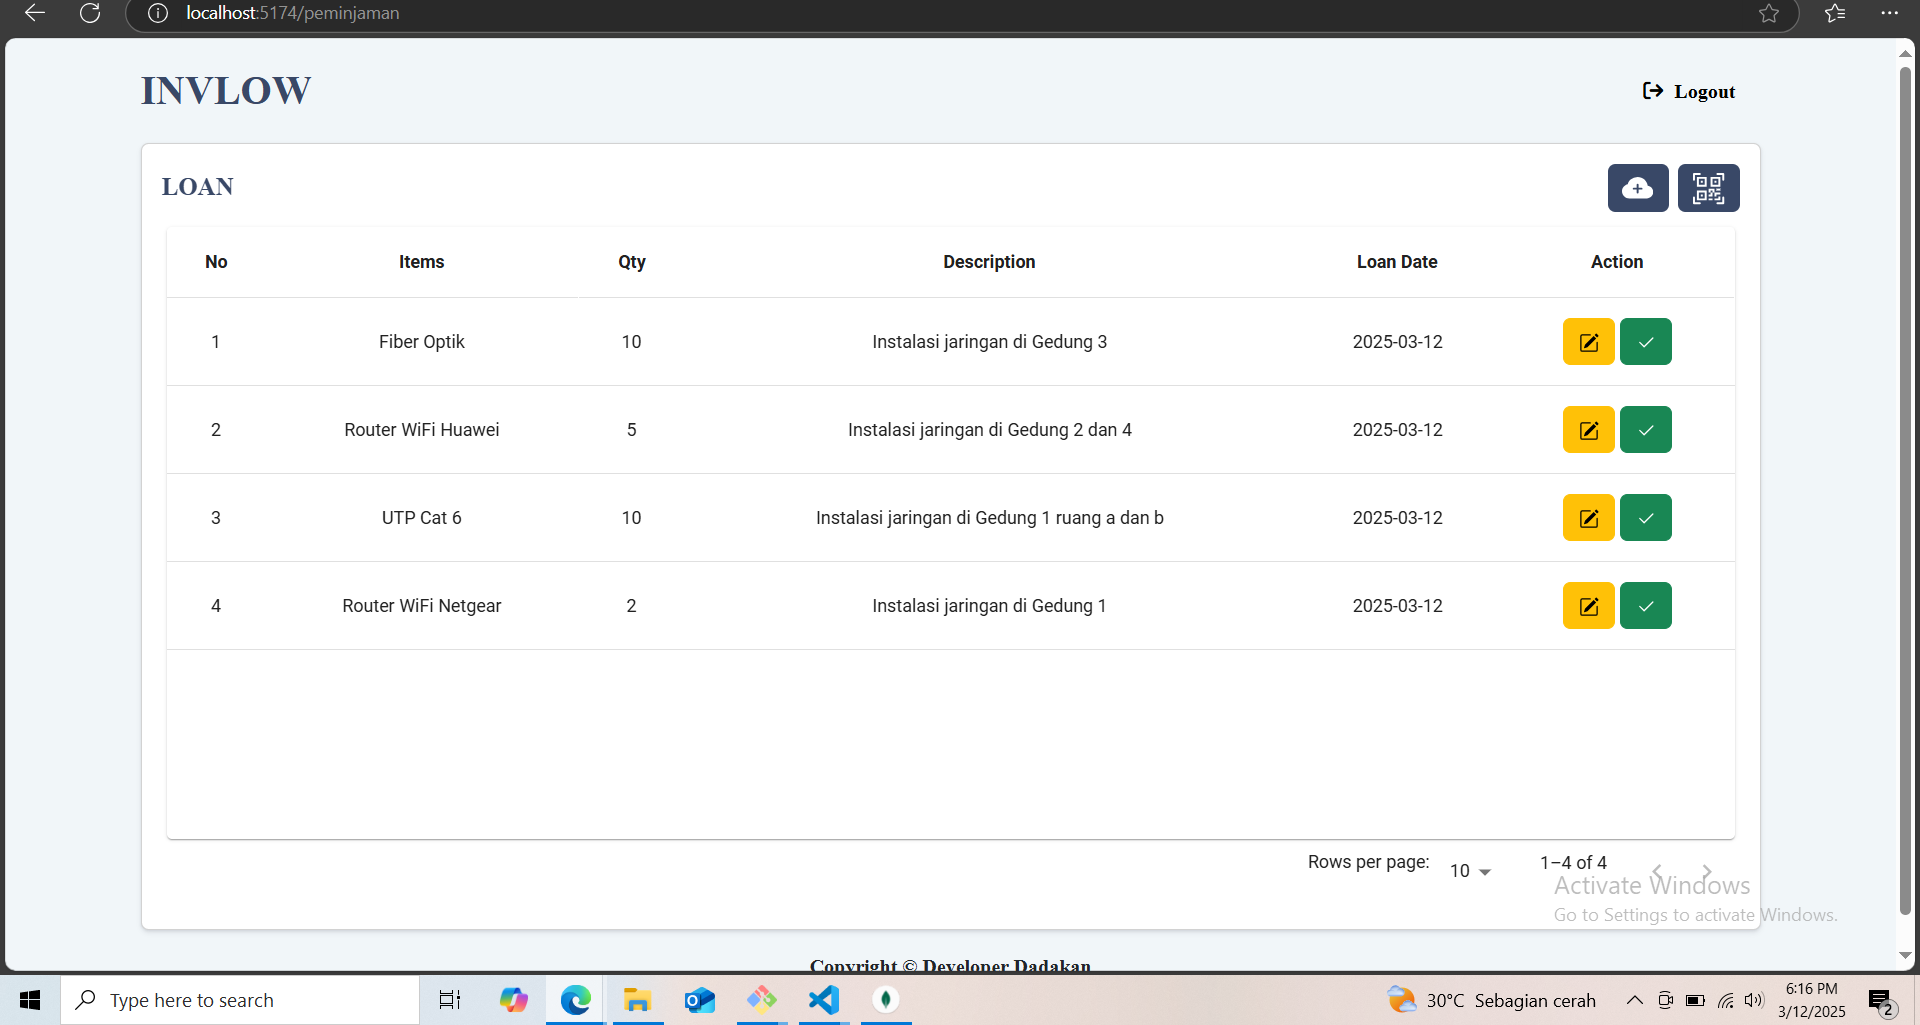 localhost:5174/peminjaman
INVLOW
Logout
LOAN
No Items Qty Description Loan Date Action
1 Fiber Optik 10 Instalasi jaringan di Gedung 3 2025-03-12
2 Router WiFi Huawei 5 Instalasi jaringan di Gedung 2 dan 4 2025-03-12
3 UTP Cat 6 10 Instalasi jaringan di Gedung 1 ruang a dan b 2025-03-12
4 Router WiFi Netgear 2 Instalasi jaringan di Gedung 1 2025-03-12
Rows per page: 10 1–4 of 4
Activate Windows
Go to Settings to activate Windows.
Copyright © Developer Dadakan
Type here to search
30°C Sebagian cerah
6:16 PM
3/12/2025
2